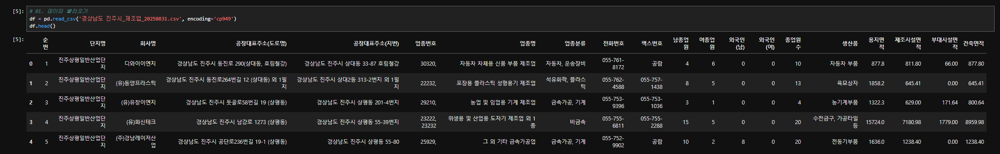 [5]: # 01. 데이터 불러오기
df = pd.read_csv('경상남도 진주시_제조업_20250831.csv', encoding='cp949')
df.head()
[5]: 순번 단지명 회사명 공장대표주소(도로명) 공장대표주소(지번) 업종번호 업종명 업종분류 전화번호 팩스번호 남종업원 여종업원 외국인(남) 외국인(여) 종업원수 생산품 용지면적 제조시설면적 부대시설면적 건축면적
0 1 진주상평일반산업단지 디와이이엔지 경상남도 진주시 동진로 290(상대동, 호림철강) 경상남도 진주시 상대동 33-87 호림철강 30320, 자동차 차체용 신품 부품 제조업 자동차, 운송장비 055-761-8172 공람 4 6 0 0 10 자동차 부품 877.8 811.80 66.00 877.80
1 2 진주상평일반산업단지 (유)동양프라스틱 경상남도 진주시 동진로264번길 12 (상대동) 외 1필지 경상남도 진주시 상대2동 313-2번지 외 1필지 22232, 포장용 플라스틱 성형용기 제조업 석유화학, 플라스틱 055-762-4588 055-757-1438 8 5 0 0 13 육묘상자 1858.2 645.41 0.00 645.41
2 3 진주상평일반산업단지 (유)유창이엔지 경상남도 진주시 돗골로58번길 19 (상평동) 경상남도 진주시 상평동 201-4번지 29210, 농업 및 임업용 기계 제조업 금속가공, 기계 055-753-9396 055-753-1036 3 1 0 0 4 농기계부품 1322.3 629.00 171.64 800.64
3 4 진주상평일반산업단지 (유)화신테크 경상남도 진주시 남강로 1273 (상평동) 경상남도 진주시 상평동 55-39번지 23222, 23232 위생용 및 산업용 도자기 제조업 외 1종 비금속 055-755-6811 055-755-2288 15 5 0 0 20 수전금구, 가공타일등 15724.0 7180.98 1779.00 8959.98
4 5 진주상평일반산업단지 (주)경남레이저산업 경상남도 진주시 공단로236번길 19-1 (상평동) 경상남도 진주시 상평동 55-80 25929, 그 외 기타 금속가공업 금속가공, 기계 055-752-9902 공람 10 2 8 0 20 전동기부품 1636.0 1238.40 0.00 1238.40